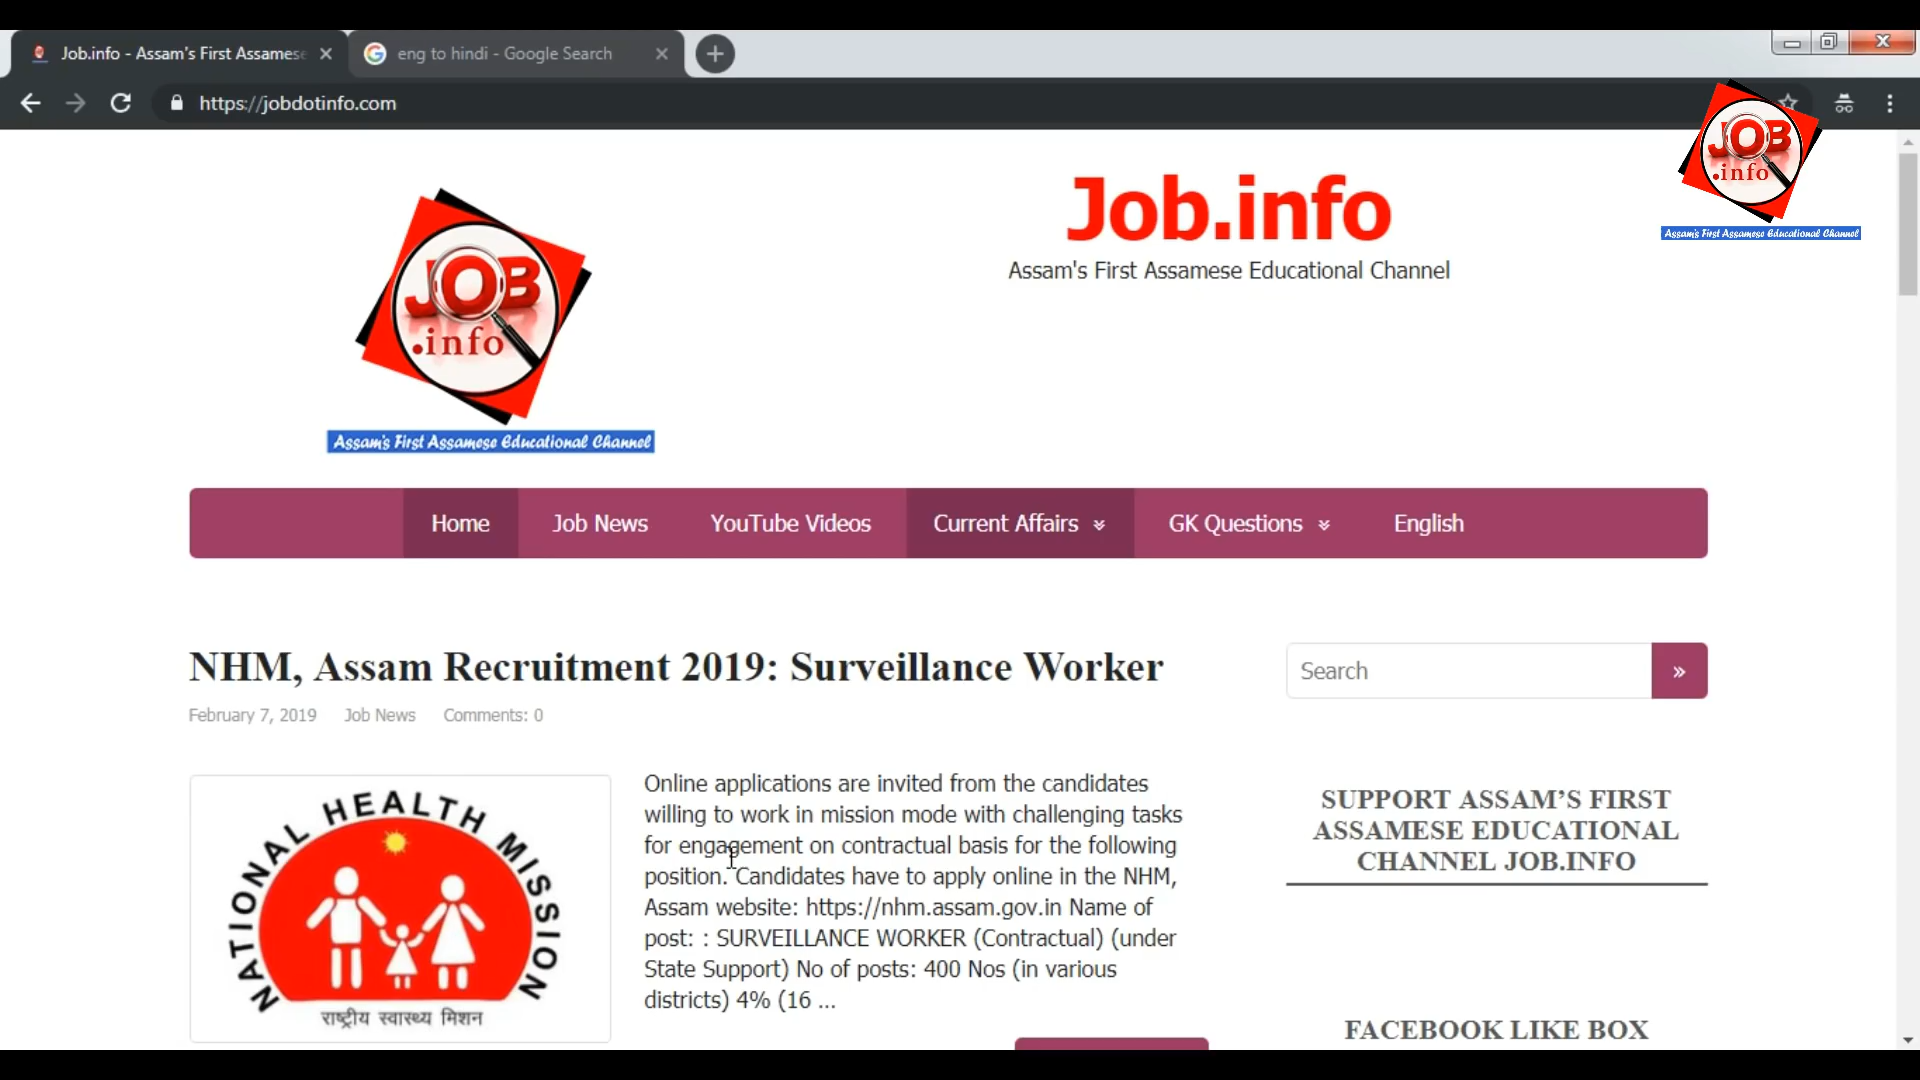 Job.info - Assam's First Assamese
eng to hindi - Google Search
https://jobdotinfo.com
JOB
.info
Assam's First Assamese Educational Channel
Job.info
Assam's First Assamese Educational Channel
JOB
.info
Assam's First Assamese Educational Channel
Home Job News YouTube Videos Current Affairs GK Questions English
NHM, Assam Recruitment 2019: Surveillance Worker
February 7, 2019 Job News Comments: 0
NATIONAL HEALTH MISSION
राष्ट्रीय स्वास्थ्य मिशन
Online applications are invited from the candidates
willing to work in mission mode with challenging tasks
for engagement on contractual basis for the following
position. Candidates have to apply online in the NHM,
Assam website: https://nhm.assam.gov.in Name of
post: : SURVEILLANCE WORKER (Contractual) (under
State Support) No of posts: 400 Nos (in various
districts) 4% (16 ...
Search »
SUPPORT ASSAM’S FIRST
ASSAMESE EDUCATIONAL
CHANNEL JOB.INFO
FACEBOOK LIKE BOX